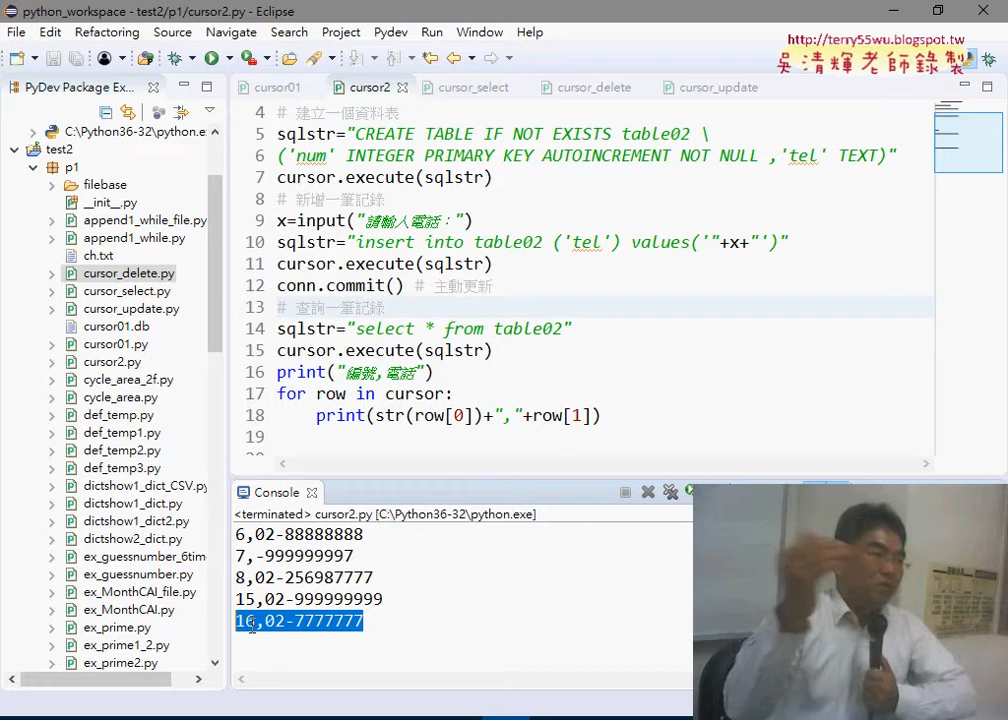 python_workspace - test2/p1/cursor2.py - Eclipse
File Edit Refactoring Source Navigate Search Project Pydev Run Window Help
http://terry55wu.blogspot.tw
吳清輝老師錄製
PyDev Package Ex...
cursor01 cursor2 cursor_select cursor_delete cursor_update
C:\Python36-32\python.e
test2
p1
filebase
__init__.py
append1_while_file.py
append1_while.py
ch.txt
cursor_delete.py
cursor_select.py
cursor_update.py
cursor01.db
cursor01.py
cursor2.py
cycle_area_2f.py
cycle_area.py
def_temp.py
def_temp1.py
def_temp2.py
def_temp3.py
dictshow1_dict_CSV.py
dictshow1_dict.py
dictshow1_dict2.py
dictshow2_dict.py
ex_guessnumber_6time
ex_guessnumber.py
ex_MonthCAI_file.py
ex_MonthCAI.py
ex_prime.py
ex_prime1_2.py
ex_prime2.py
4 # 建立一個資料表
5 sqlstr="CREATE TABLE IF NOT EXISTS table02 \
6 ('num' INTEGER PRIMARY KEY AUTOINCREMENT NOT NULL ,'tel' TEXT)"
7 cursor.execute(sqlstr)
8 # 新增一筆記錄
9 x=input("請輸入電話：")
10 sqlstr="insert into table02 ('tel') values('"+x+"')"
11 cursor.execute(sqlstr)
12 conn.commit() # 主動更新
13 # 查詢一筆記錄
14 sqlstr="select * from table02"
15 cursor.execute(sqlstr)
16 print("編號,電話")
17 for row in cursor:
18 print(str(row[0])+","+row[1])
19
Console
<terminated> cursor2.py [C:\Python36-32\python.exe]
6,02-88888888
7,-999999997
8,02-256987777
15,02-999999999
16,02-7777777